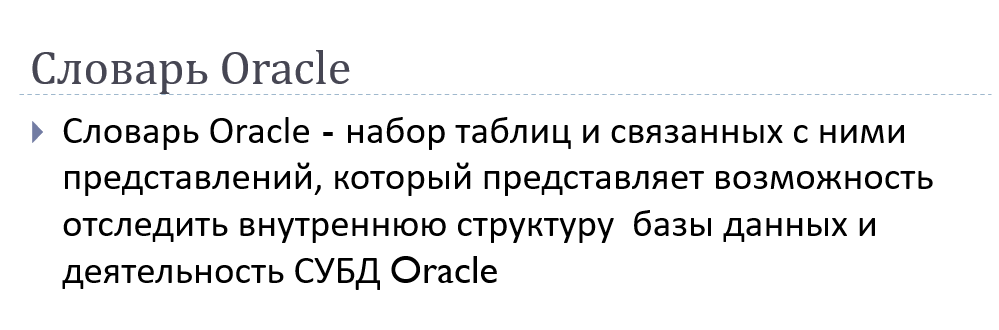 Словарь Oracle
Словарь Oracle - набор таблиц и связанных с ними
представлений, который представляет возможность
отследить внутреннюю структуру  базы данных и
деятельность СУБД Oracle